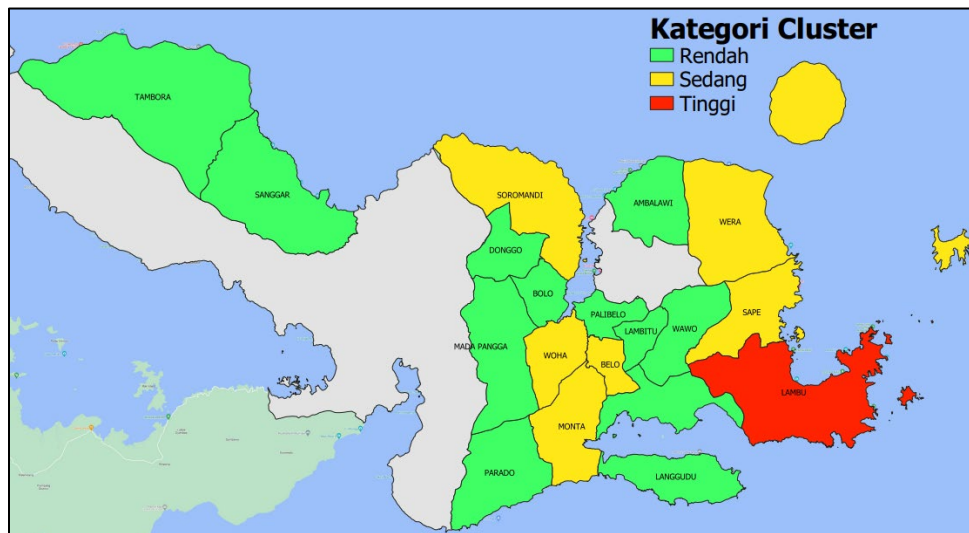 Kategori Cluster
Rendah
Sedang
Tinggi
TAMBORA
SANGGAR
SOROMANDI
AMBALAWI
WERA
DONGGO
BOLO
SAPE
PALIBELO
MADA PANGGA
LAMBITU
WAWO
WOHA
BELO
LAMBU
MONTA
PARADO
LANGGUDU